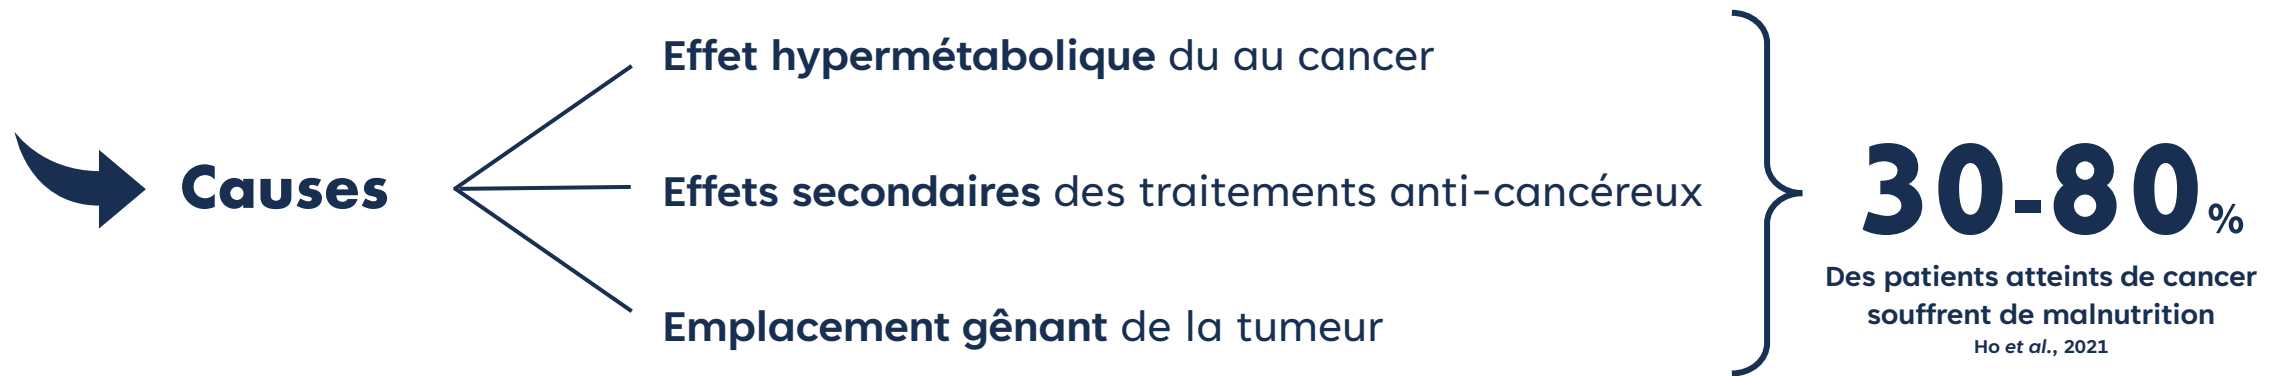 Causes
Effet hypermétabolique du au cancer
Effets secondaires des traitements anti-cancéreux
Emplacement gênant de la tumeur
30-80%
Des patients atteints de cancer
souffrent de malnutrition
Ho et al., 2021